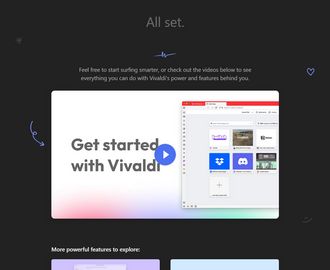 All set.
Feel free to start surfing smarter, or check out the videos below to see
everything you can do with Vivaldi's power and features behind you.
Get started
with Vivaldi
More powerful features to explore: